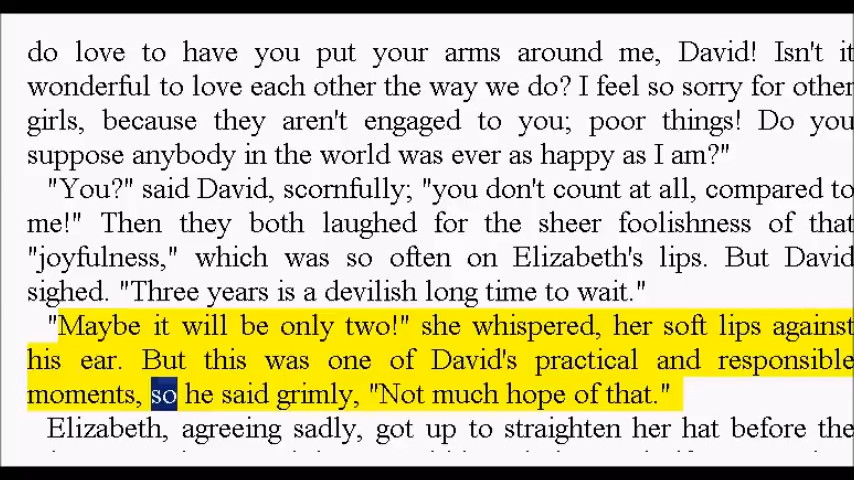 do love to have you put your arms around me, David! Isn't it
wonderful to love each other the way we do? I feel so sorry for other
girls, because they aren't engaged to you; poor things! Do you
suppose anybody in the world was ever as happy as I am?"
"You?" said David, scornfully; "you don't count at all, compared to
me!" Then they both laughed for the sheer foolishness of that
"joyfulness," which was so often on Elizabeth's lips. But David
sighed. "Three years is a devilish long time to wait."
"Maybe it will be only two!" she whispered, her soft lips against
his ear. But this was one of David's practical and responsible
moments, so he said grimly, "Not much hope of that."
Elizabeth, agreeing sadly, got up to straighten her hat before the